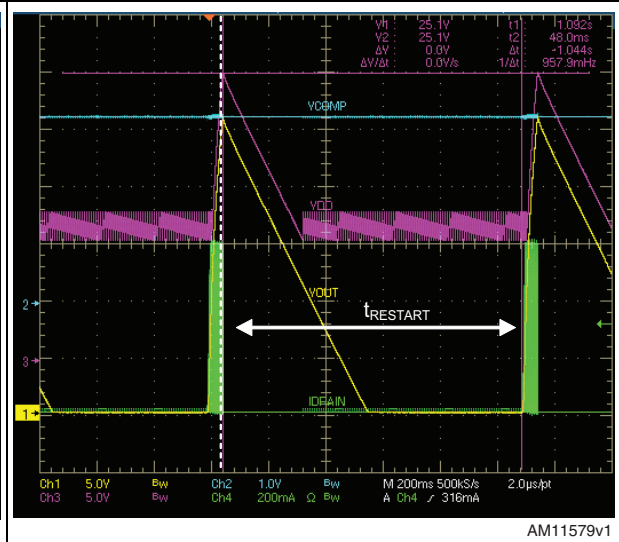 V1 : 25.1V t1 : 1.092s
V2 : 25.1V t2 : 48.0ms
ΔV : 0.0V Δt : -1.044s
ΔV/Δt : 0.0V/s 1/Δt : 957.9mHz
VCOMP
VDD
VOUT
tRESTART
IDRAIN
2
3
1
Ch1 5.0V Bw Ch2 1.0V Bw M 200ms 500kS/s 2.0µs/pt
Ch3 5.0V Bw Ch4 200mA Ω Bw A Ch4 ∕ 316mA
AM11579v1